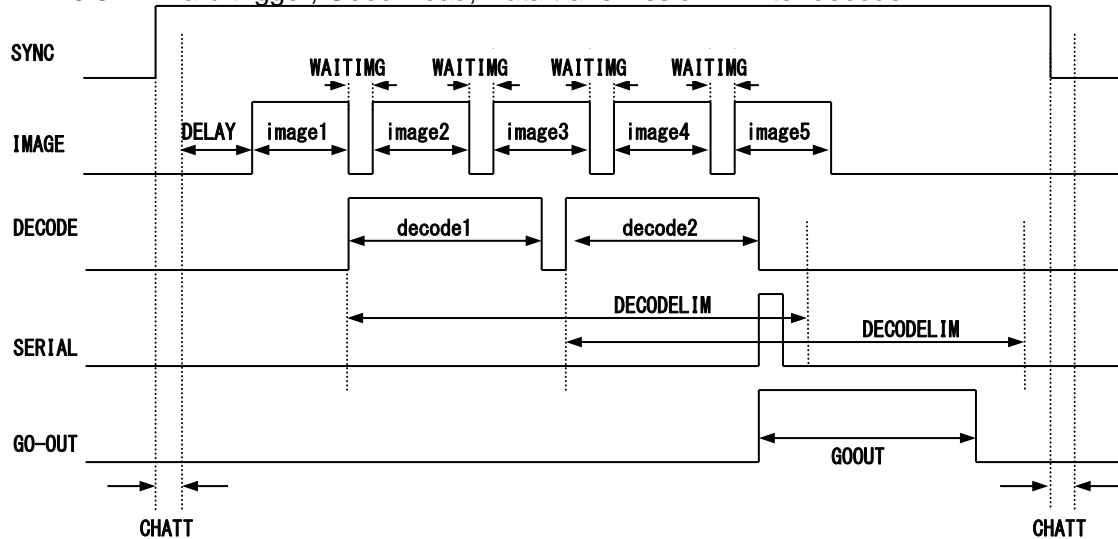 SYNC
WAITIMG WAITIMG WAITIMG WAITIMG
IMAGE
DELAY image1 image2 image3 image4 image5
DECODE
decode1 decode2
DECODELIM
DECODELIM
SERIAL
GO-OUT
GOOUT
CHATT CHATT